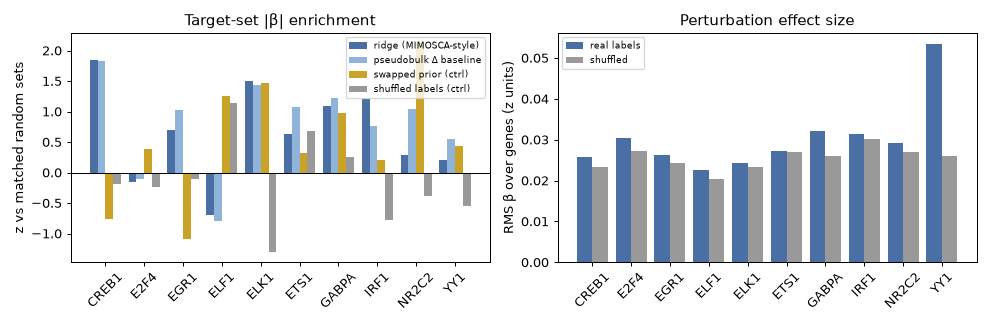 Target-set |β| enrichment
z vs matched random sets
2.0
1.5
1.0
0.5
0.0
−0.5
−1.0
ridge (MIMOSCA-style)
pseudobulk Δ baseline
swapped prior (ctrl)
shuffled labels (ctrl)
CREB1
E2F4
EGR1
ELF1
ELK1
ETS1
GABPA
IRF1
NR2C2
YY1
Perturbation effect size
RMS β over genes (z units)
0.05
0.04
0.03
0.02
0.01
0.00
real labels
shuffled
CREB1
E2F4
EGR1
ELF1
ELK1
ETS1
GABPA
IRF1
NR2C2
YY1